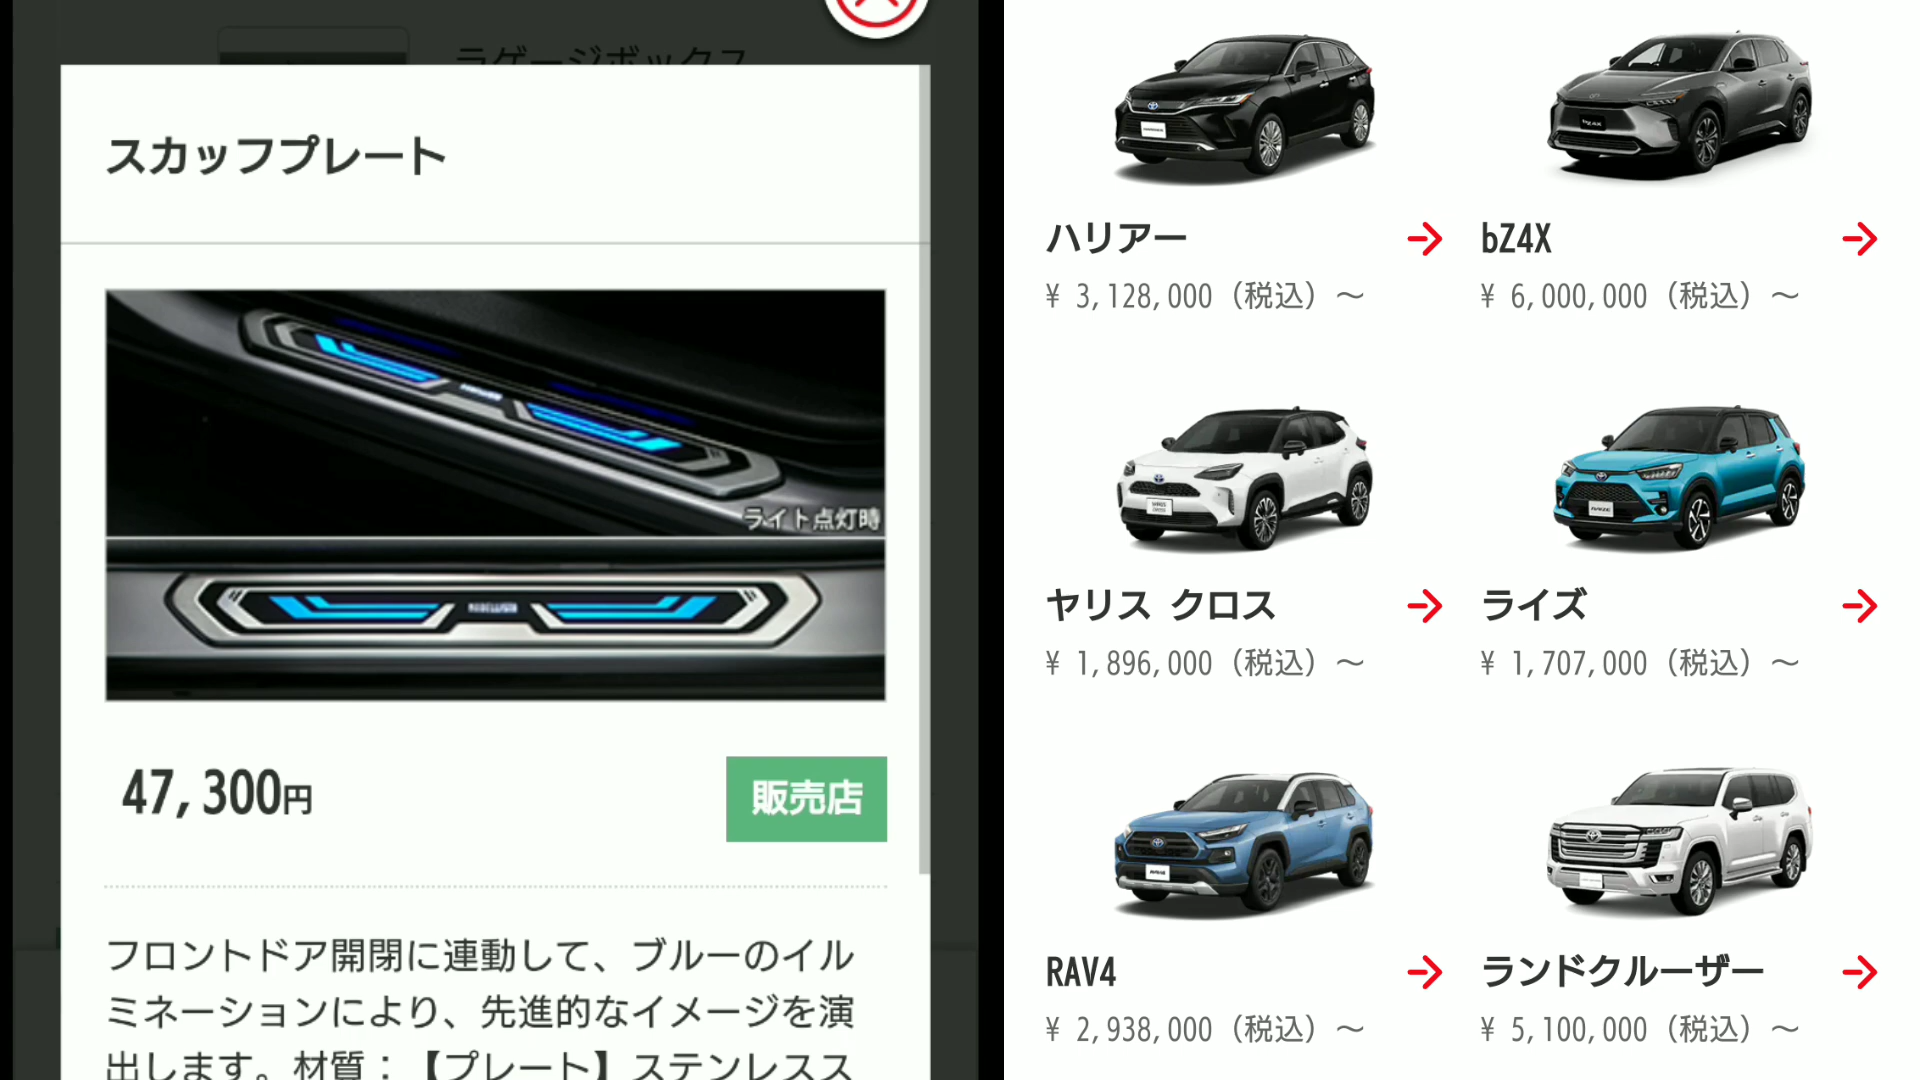 ラゲージボックス
スカッフプレート
ライト点灯時
47,300円
販売店
フロントドア開閉に連動して、ブルーのイル
ミネーションにより、先進的なイメージを演
出します。材質：【プレート】ステンレスス
ハリアー
¥ 3,128,000（税込）～
bZ4X
¥ 6,000,000（税込）～
ヤリス クロス
¥ 1,896,000（税込）～
ライズ
¥ 1,707,000（税込）～
RAV4
¥ 2,938,000（税込）～
ランドクルーザー
¥ 5,100,000（税込）～